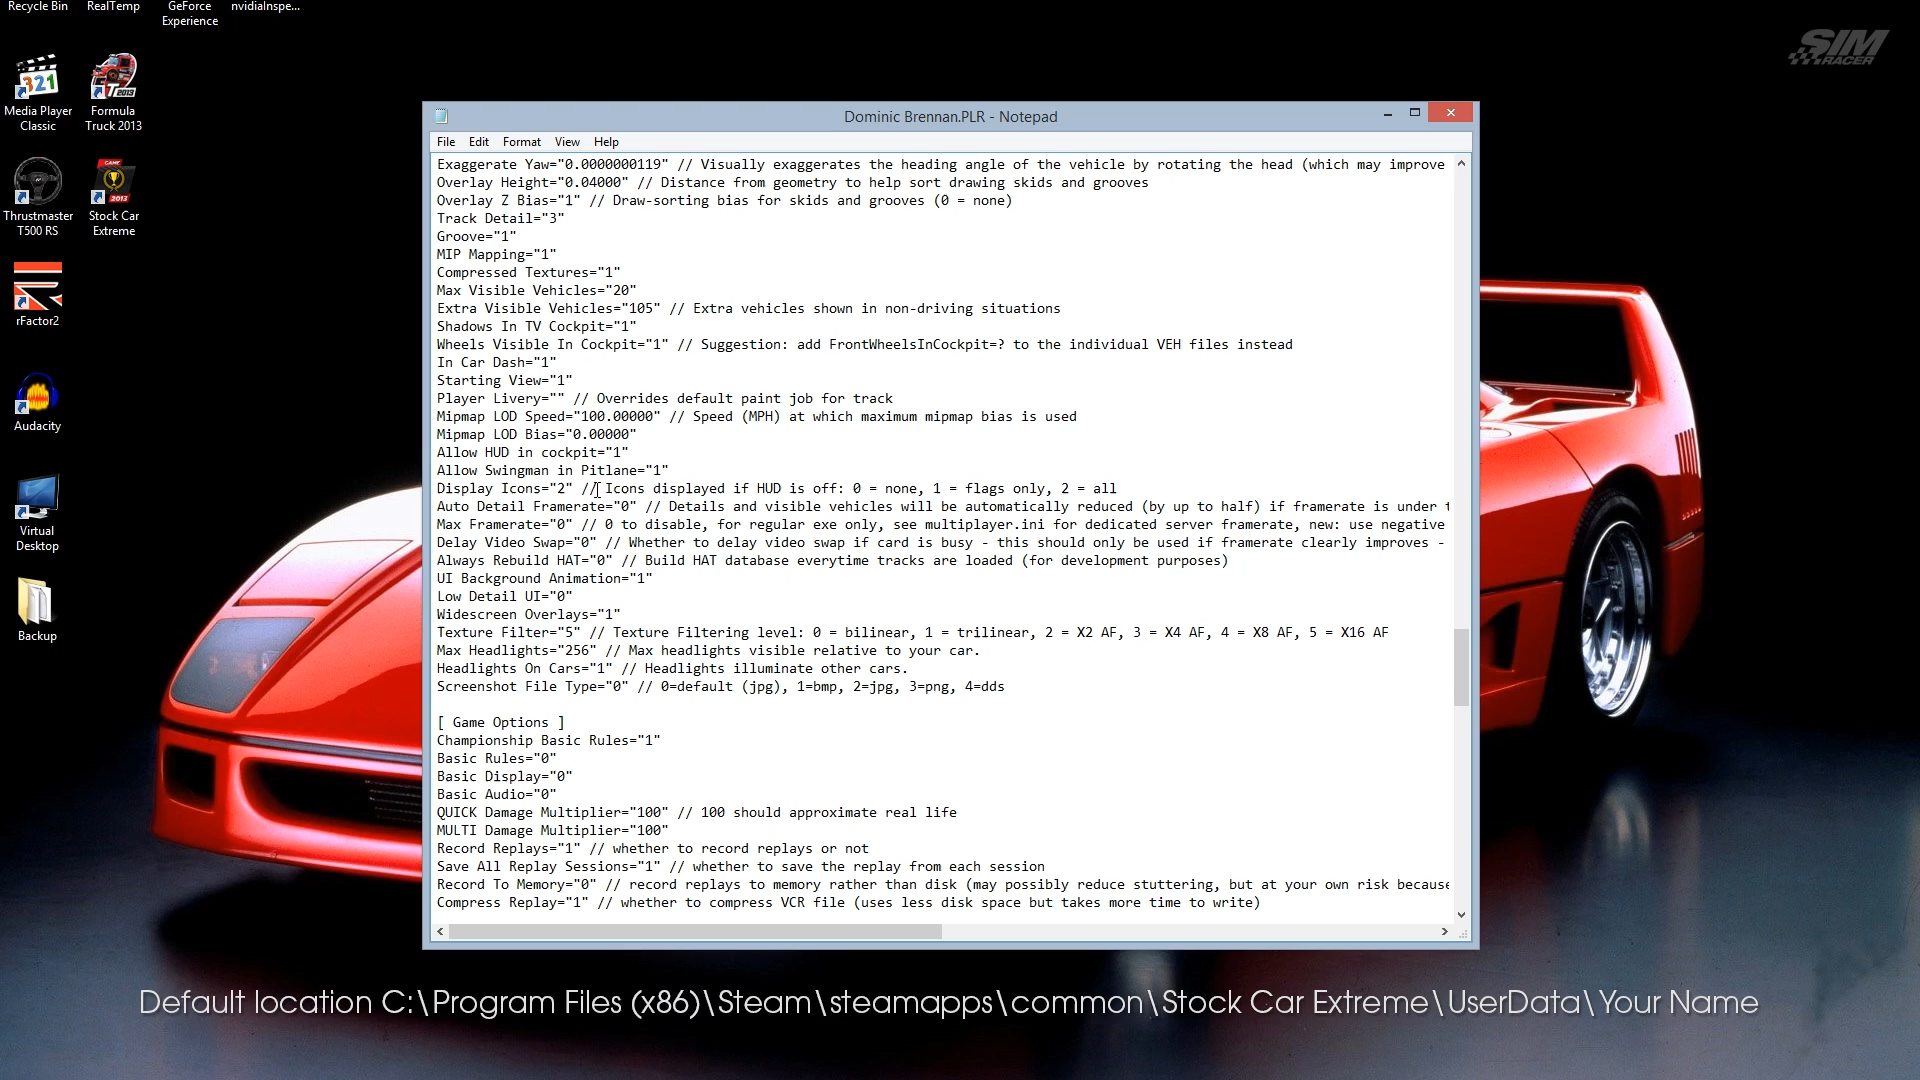 Recycle Bin
RealTemp
GeForce
Experience
nvidiaInspe...
Media Player
Classic
Formula
Truck 2013
Thrustmaster
T500 RS
Stock Car
Extreme
rFactor2
Audacity
Virtual
Desktop
Backup
SIM
RACER
Dominic Brennan.PLR - Notepad
File Edit Format View Help
Exaggerate Yaw="0.0000000119" // Visually exaggerates the heading angle of the vehicle by rotating the head (which may improve
Overlay Height="0.04000" // Distance from geometry to help sort drawing skids and grooves
Overlay Z Bias="1" // Draw-sorting bias for skids and grooves (0 = none)
Track Detail="3"
Groove="1"
MIP Mapping="1"
Compressed Textures="1"
Max Visible Vehicles="20"
Extra Visible Vehicles="105" // Extra vehicles shown in non-driving situations
Shadows In TV Cockpit="1"
Wheels Visible In Cockpit="1" // Suggestion: add FrontWheelsInCockpit=? to the individual VEH files instead
In Car Dash="1"
Starting View="1"
Player Livery="" // Overrides default paint job for track
Mipmap LOD Speed="100.00000" // Speed (MPH) at which maximum mipmap bias is used
Mipmap LOD Bias="0.00000"
Allow HUD in cockpit="1"
Allow Swingman in Pitlane="1"
Display Icons="2" // Icons displayed if HUD is off: 0 = none, 1 = flags only, 2 = all
Auto Detail Framerate="0" // Details and visible vehicles will be automatically reduced (by up to half) if framerate is under
Max Framerate="0" // 0 to disable, for regular exe only, see multiplayer.ini for dedicated server framerate, new: use negative
Delay Video Swap="0" // Whether to delay video swap if card is busy - this should only be used if framerate clearly improves -
Always Rebuild HAT="0" // Build HAT database everytime tracks are loaded (for development purposes)
UI Background Animation="1"
Low Detail UI="0"
Widescreen Overlays="1"
Texture Filter="5" // Texture Filtering level: 0 = bilinear, 1 = trilinear, 2 = X2 AF, 3 = X4 AF, 4 = X8 AF, 5 = X16 AF
Max Headlights="256" // Max headlights visible relative to your car.
Headlights On Cars="1" // Headlights illuminate other cars.
Screenshot File Type="0" // 0=default (jpg), 1=bmp, 2=jpg, 3=png, 4=dds
[ Game Options ]
Championship Basic Rules="1"
Basic Rules="0"
Basic Display="0"
Basic Audio="0"
QUICK Damage Multiplier="100" // 100 should approximate real life
MULTI Damage Multiplier="100"
Record Replays="1" // whether to record replays or not
Save All Replay Sessions="1" // whether to save the replay from each session
Record To Memory="0" // record replays to memory rather than disk (may possibly reduce stuttering, but at your own risk because
Compress Replay="1" // whether to compress VCR file (uses less disk space but takes more time to write)
Default location C:\Program Files (x86)\Steam\steamapps\common\Stock Car Extreme\UserData\Your Name